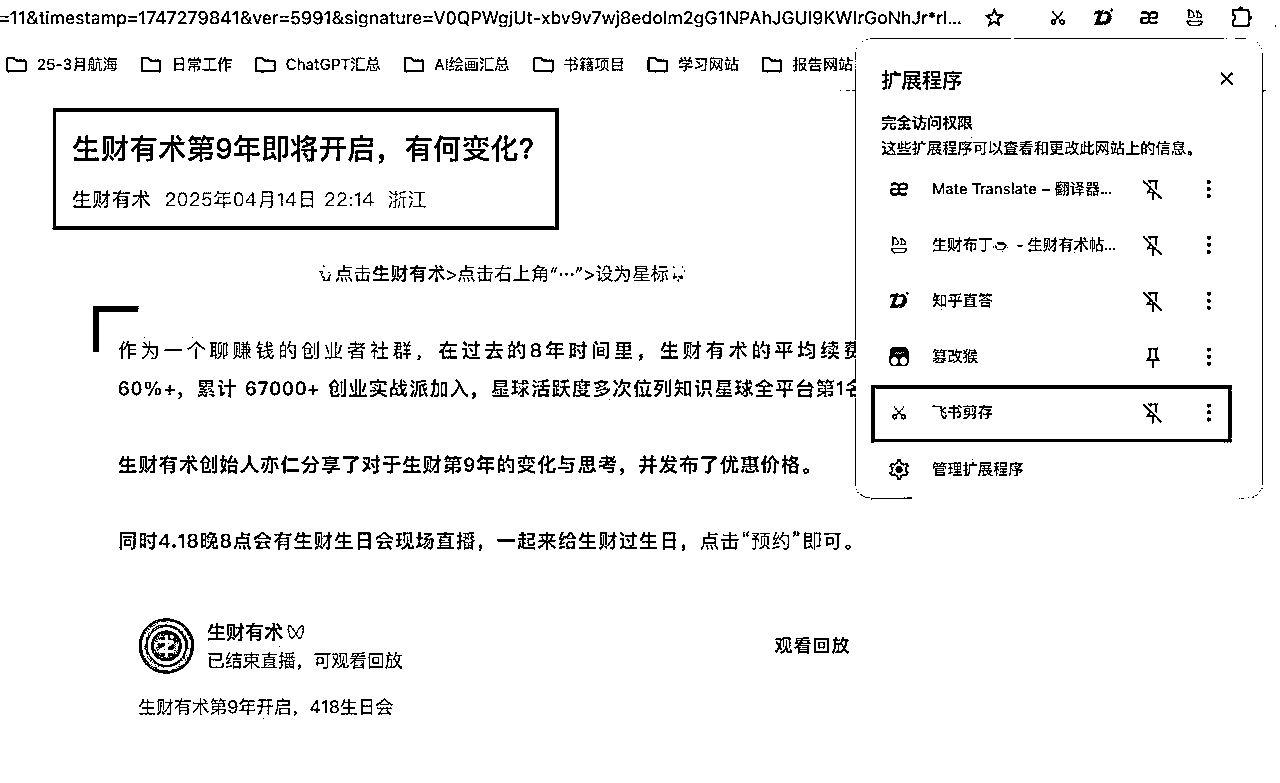 =11&timestamp=1747279841&ver=5991&signature=V0QPWgjUt-xbv9v7wj8edolm2gG1NPAhJGUI9KWIrGoNhJr*rl...
25-3月航海 日常工作 ChatGPT汇总 AI绘画汇总 书籍项目 学习网站 报告网站
生财有术第9年即将开启，有何变化?
生财有术 2025年04月14日 22:14 浙江
点击生财有术>点击右上角“···”>设为星标
作为一个聊赚钱的创业者社群，在过去的8年时间里，生财有术的平均续费
60%+，累计 67000+ 创业实战派加入，星球活跃度多次位列知识星球全平台第1名
生财有术创始人亦仁分享了对于生财第9年的变化与思考，并发布了优惠价格。
同时4.18晚8点会有生财生日会现场直播，一起来给生财过生日，点击“预约”即可。
生财有术
已结束直播，可观看回放
观看回放
生财有术第9年开启，418生日会
扩展程序
完全访问权限
这些扩展程序可以查看和更改此网站上的信息。
Mate Translate – 翻译器...
生财布丁 - 生财有术帖...
知乎直答
篡改猴
飞书剪存
管理扩展程序